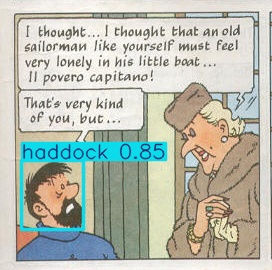 I thought... I thought that an old
sailorman like yourself must feel
very lonely in his little boat...
Il povero capitano!
That's very kind
of you, but...
haddock 0.85